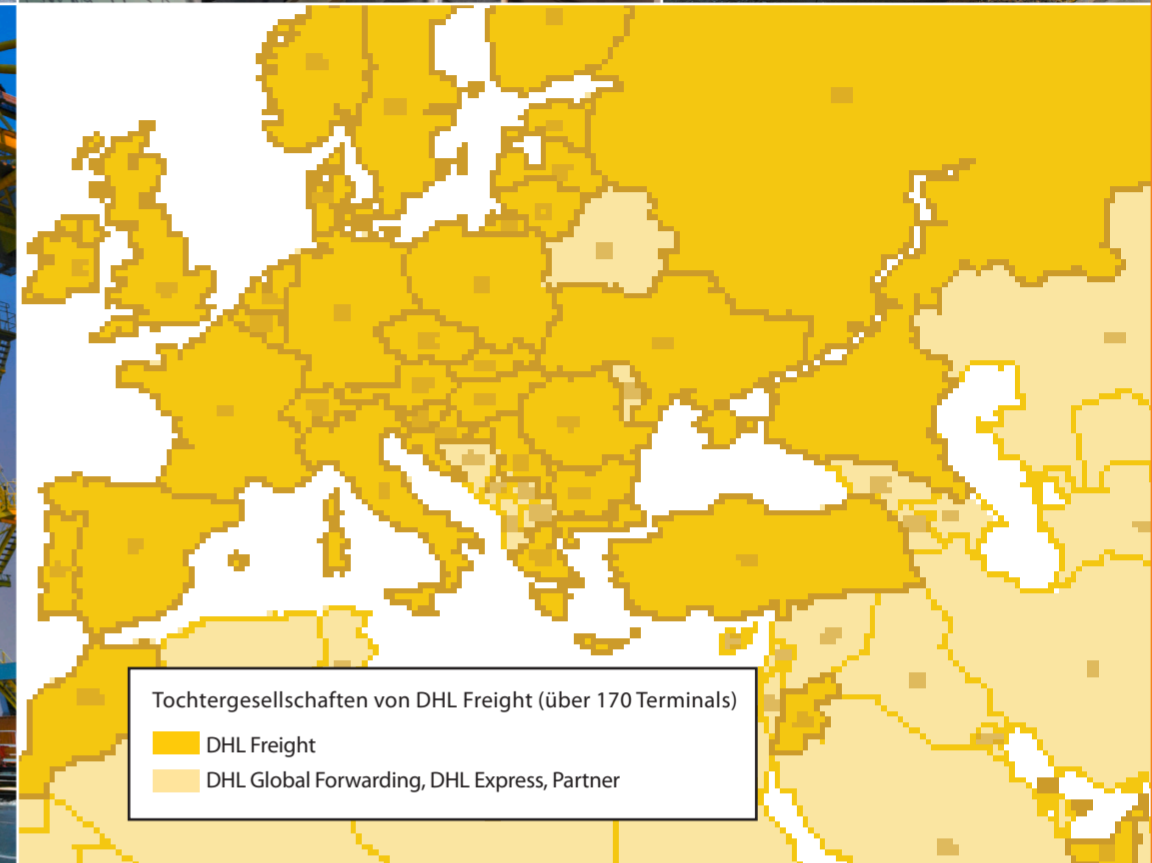 Tochtergesellschaften von DHL Freight (über 170 Terminals)
DHL Freight
DHL Global Forwarding, DHL Express, Partner